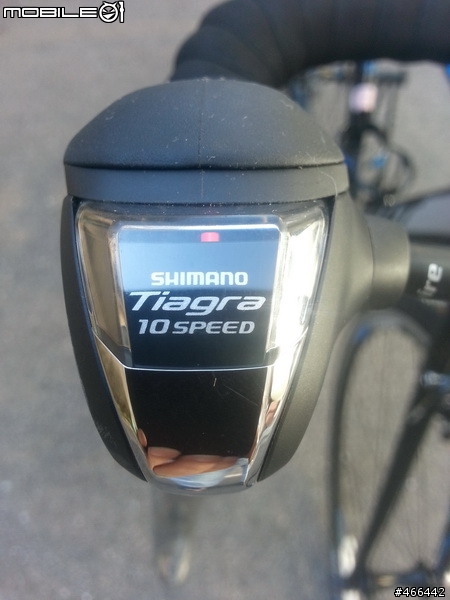 MOBILE01
SHIMANO
Tiagra
10 SPEED
#466442